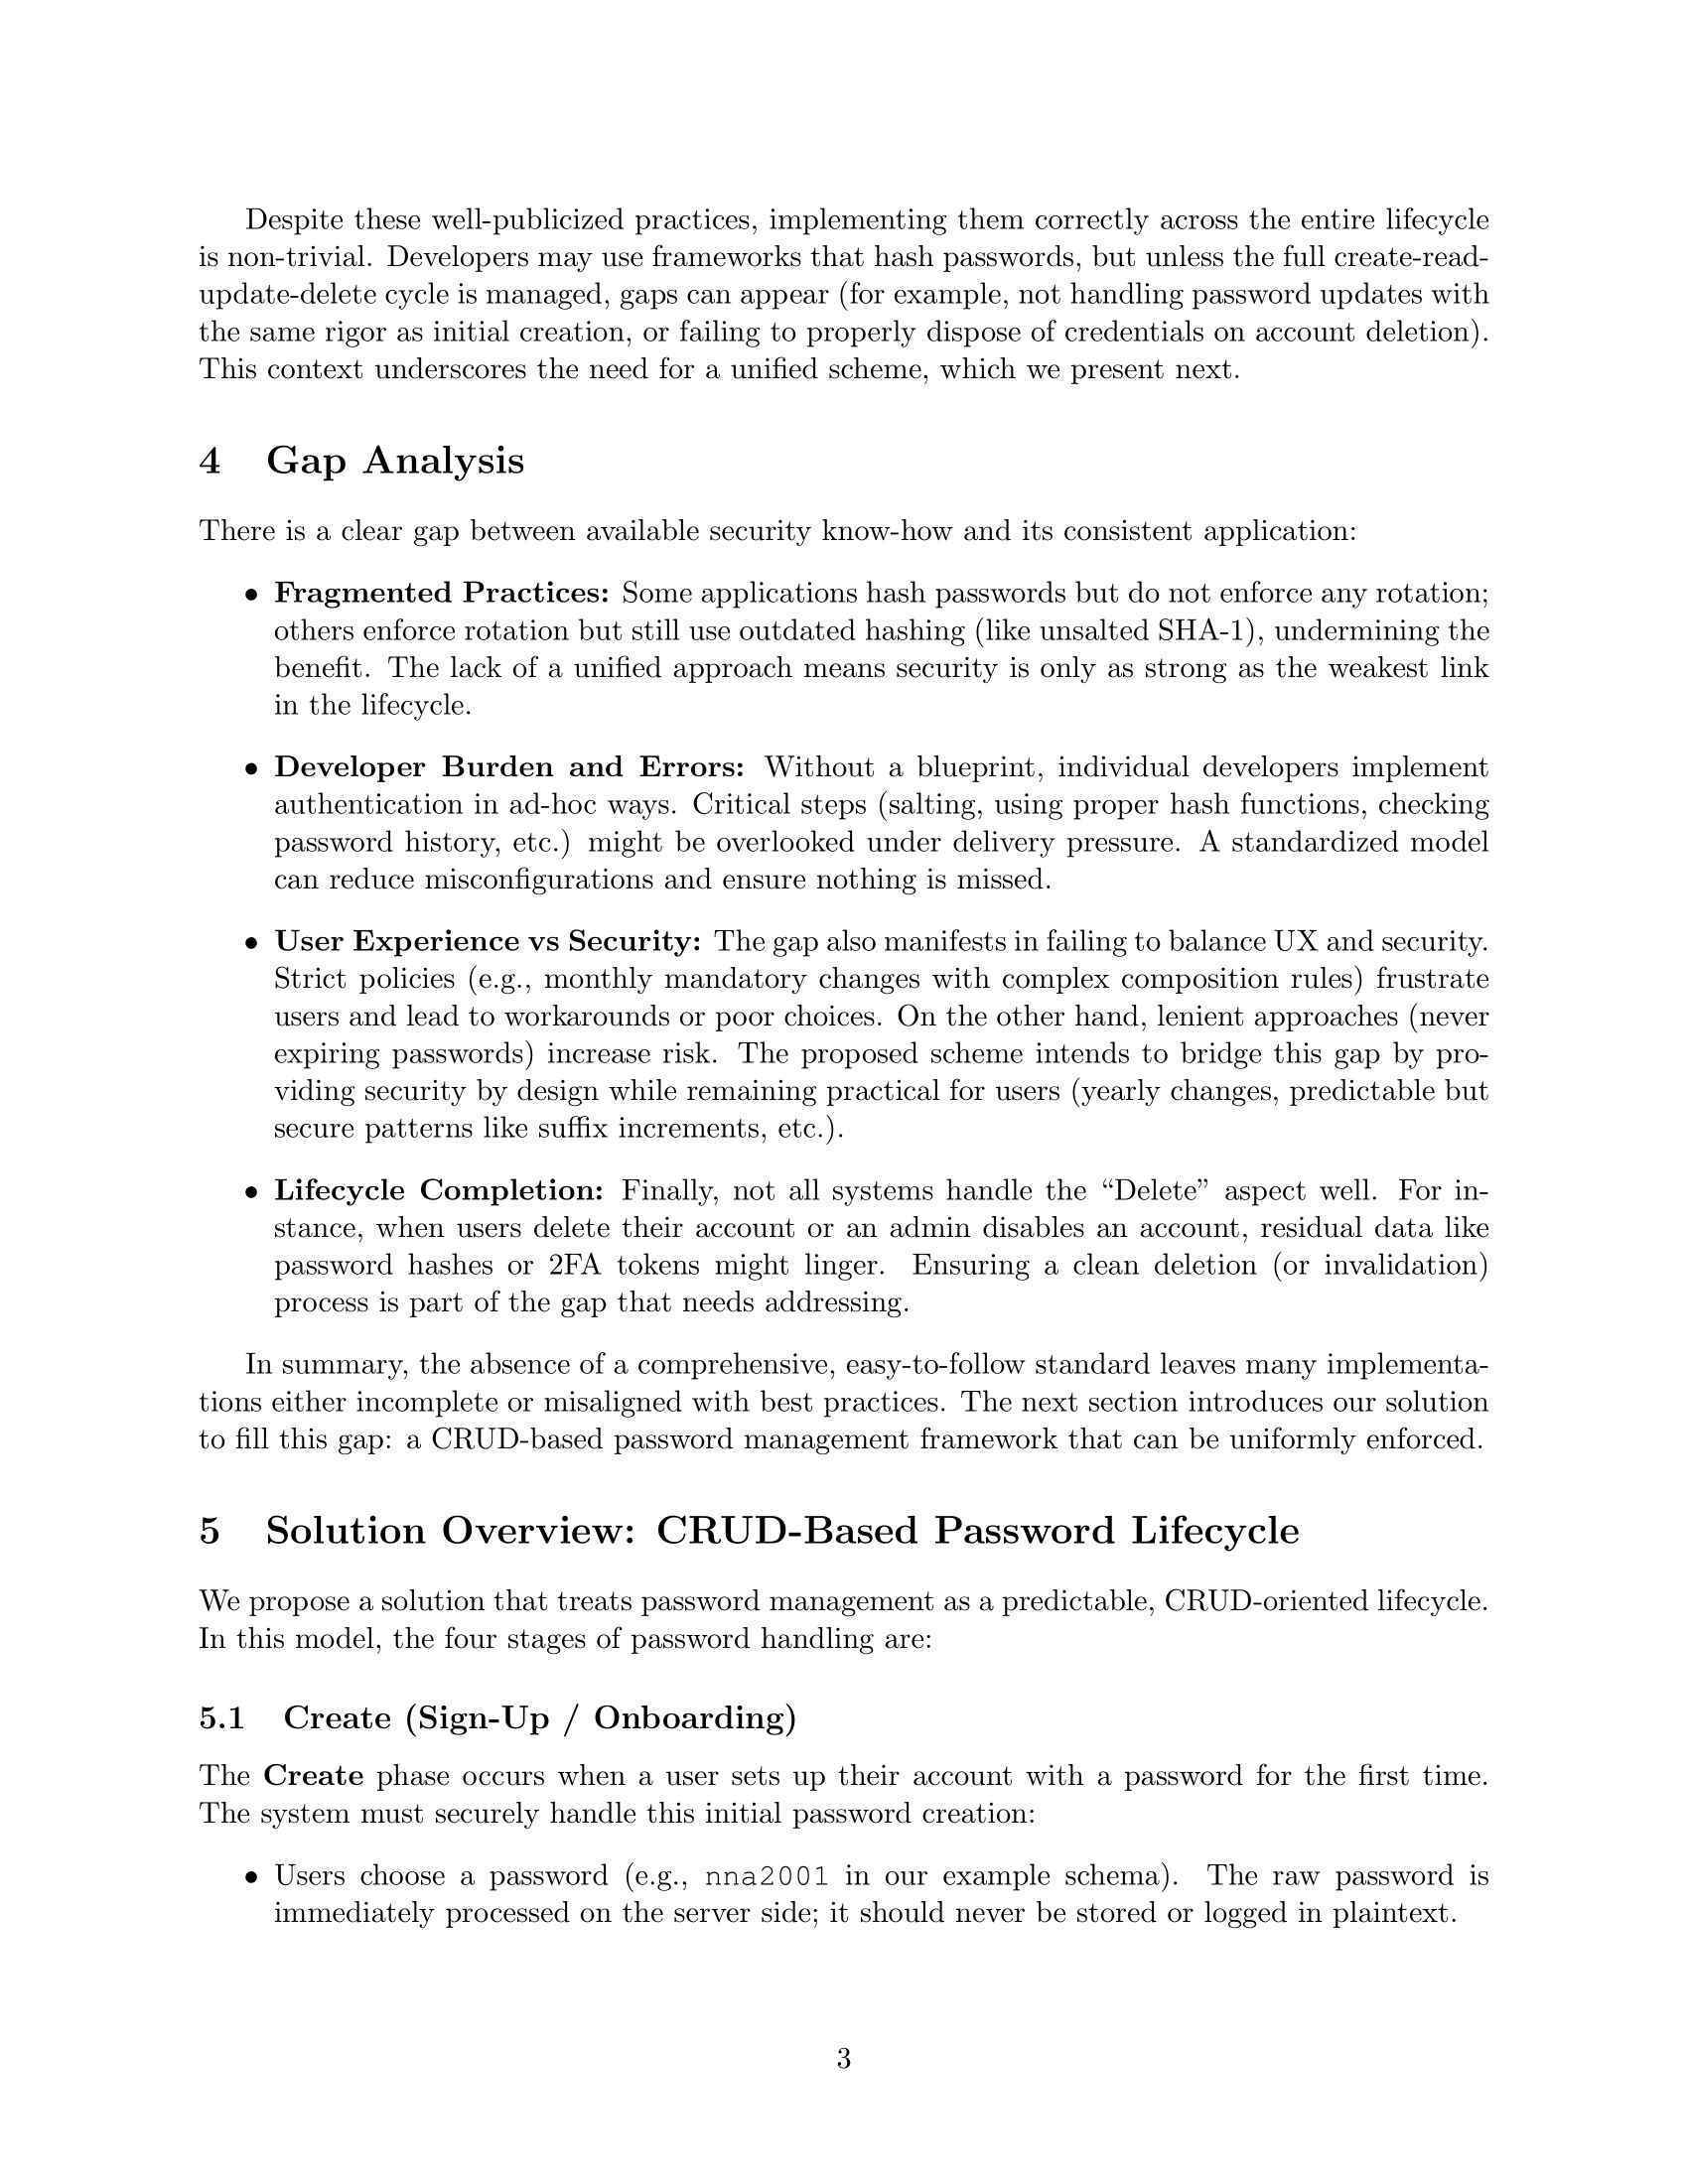 Despite these well-publicized practices, implementing them correctly across the entire lifecycle
is non-trivial. Developers may use frameworks that hash passwords, but unless the full create-read-
update-delete cycle is managed, gaps can appear (for example, not handling password updates with
the same rigor as initial creation, or failing to properly dispose of credentials on account deletion).
This context underscores the need for a unified scheme, which we present next.
4 Gap Analysis
There is a clear gap between available security know-how and its consistent application:
• Fragmented Practices: Some applications hash passwords but do not enforce any rotation;
others enforce rotation but still use outdated hashing (like unsalted SHA-1), undermining the
benefit. The lack of a unified approach means security is only as strong as the weakest link
in the lifecycle.
• Developer Burden and Errors: Without a blueprint, individual developers implement
authentication in ad-hoc ways. Critical steps (salting, using proper hash functions, checking
password history, etc.) might be overlooked under delivery pressure. A standardized model
can reduce misconfigurations and ensure nothing is missed.
• User Experience vs Security: The gap also manifests in failing to balance UX and security.
Strict policies (e.g., monthly mandatory changes with complex composition rules) frustrate
users and lead to workarounds or poor choices. On the other hand, lenient approaches (never
expiring passwords) increase risk. The proposed scheme intends to bridge this gap by pro-
viding security by design while remaining practical for users (yearly changes, predictable but
secure patterns like suffix increments, etc.).
• Lifecycle Completion: Finally, not all systems handle the “Delete” aspect well. For in-
stance, when users delete their account or an admin disables an account, residual data like
password hashes or 2FA tokens might linger. Ensuring a clean deletion (or invalidation)
process is part of the gap that needs addressing.
In summary, the absence of a comprehensive, easy-to-follow standard leaves many implementa-
tions either incomplete or misaligned with best practices. The next section introduces our solution
to fill this gap: a CRUD-based password management framework that can be uniformly enforced.
5 Solution Overview: CRUD-Based Password Lifecycle
We propose a solution that treats password management as a predictable, CRUD-oriented lifecycle.
In this model, the four stages of password handling are:
5.1 Create (Sign-Up / Onboarding)
The Create phase occurs when a user sets up their account with a password for the first time.
The system must securely handle this initial password creation:
• Users choose a password (e.g., nna2001 in our example schema). The raw password is
immediately processed on the server side; it should never be stored or logged in plaintext.
3